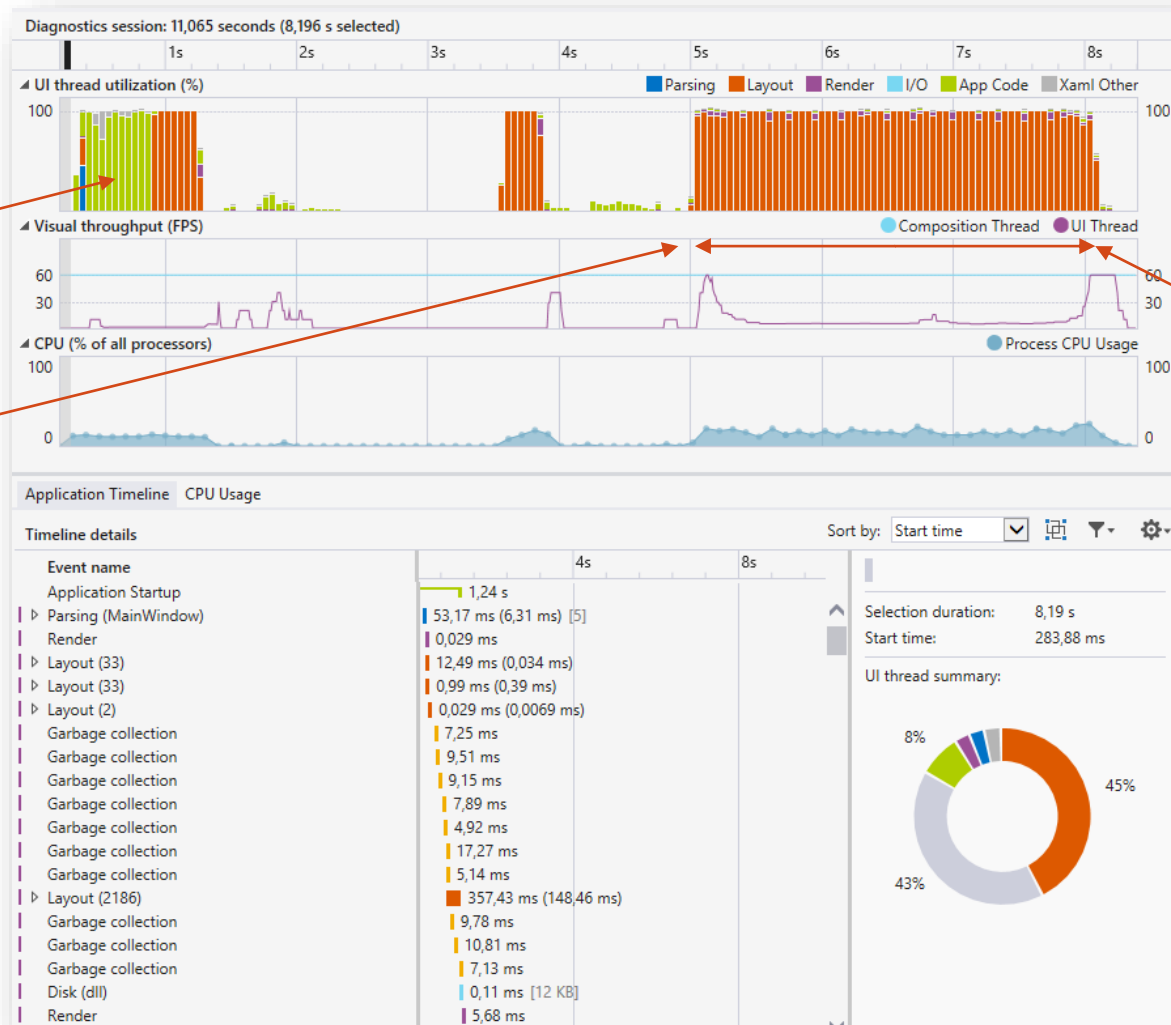 Diagnostics session: 11,065 seconds (8,196 s selected)
1s 2s 3s 4s 5s 6s 7s 8s
UI thread utilization (%) Parsing Layout Render I/O App Code Xaml Other
100 100
Visual throughput (FPS) Composition Thread UI Thread
60 60
30 30
CPU (% of all processors) Process CPU Usage
100 100
0 0
Application Timeline CPU Usage
Timeline details Sort by: Start time
Event name 4s 8s
Application Startup 1,24 s
Parsing (MainWindow) 53,17 ms (6,31 ms) [5]
Render 0,029 ms
Layout (33) 12,49 ms (0,034 ms)
Layout (33) 0,99 ms (0,39 ms)
Layout (2) 0,029 ms (0,0069 ms)
Garbage collection 7,25 ms
Garbage collection 9,51 ms
Garbage collection 9,15 ms
Garbage collection 7,89 ms
Garbage collection 4,92 ms
Garbage collection 17,27 ms
Garbage collection 5,14 ms
Layout (2186) 357,43 ms (148,46 ms)
Garbage collection 9,78 ms
Garbage collection 10,81 ms
Garbage collection 7,13 ms
Disk (dll) 0,11 ms [12 KB]
Render 5,68 ms
Selection duration: 8,19 s
Start time: 283,88 ms
UI thread summary:
8%
45%
43%